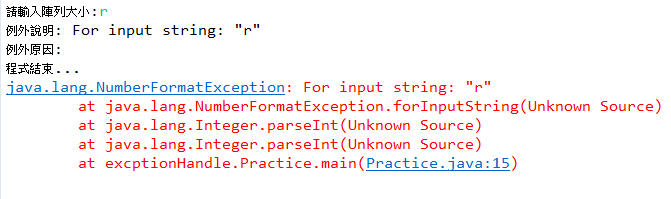 請輸入陣列大小:r
例外說明: For input string: "r"
例外原因:
程式結束...
java.lang.NumberFormatException: For input string: "r"
at java.lang.NumberFormatException.forInputString(Unknown Source)
at java.lang.Integer.parseInt(Unknown Source)
at java.lang.Integer.parseInt(Unknown Source)
at excptionHandle.Practice.main(Practice.java:15)